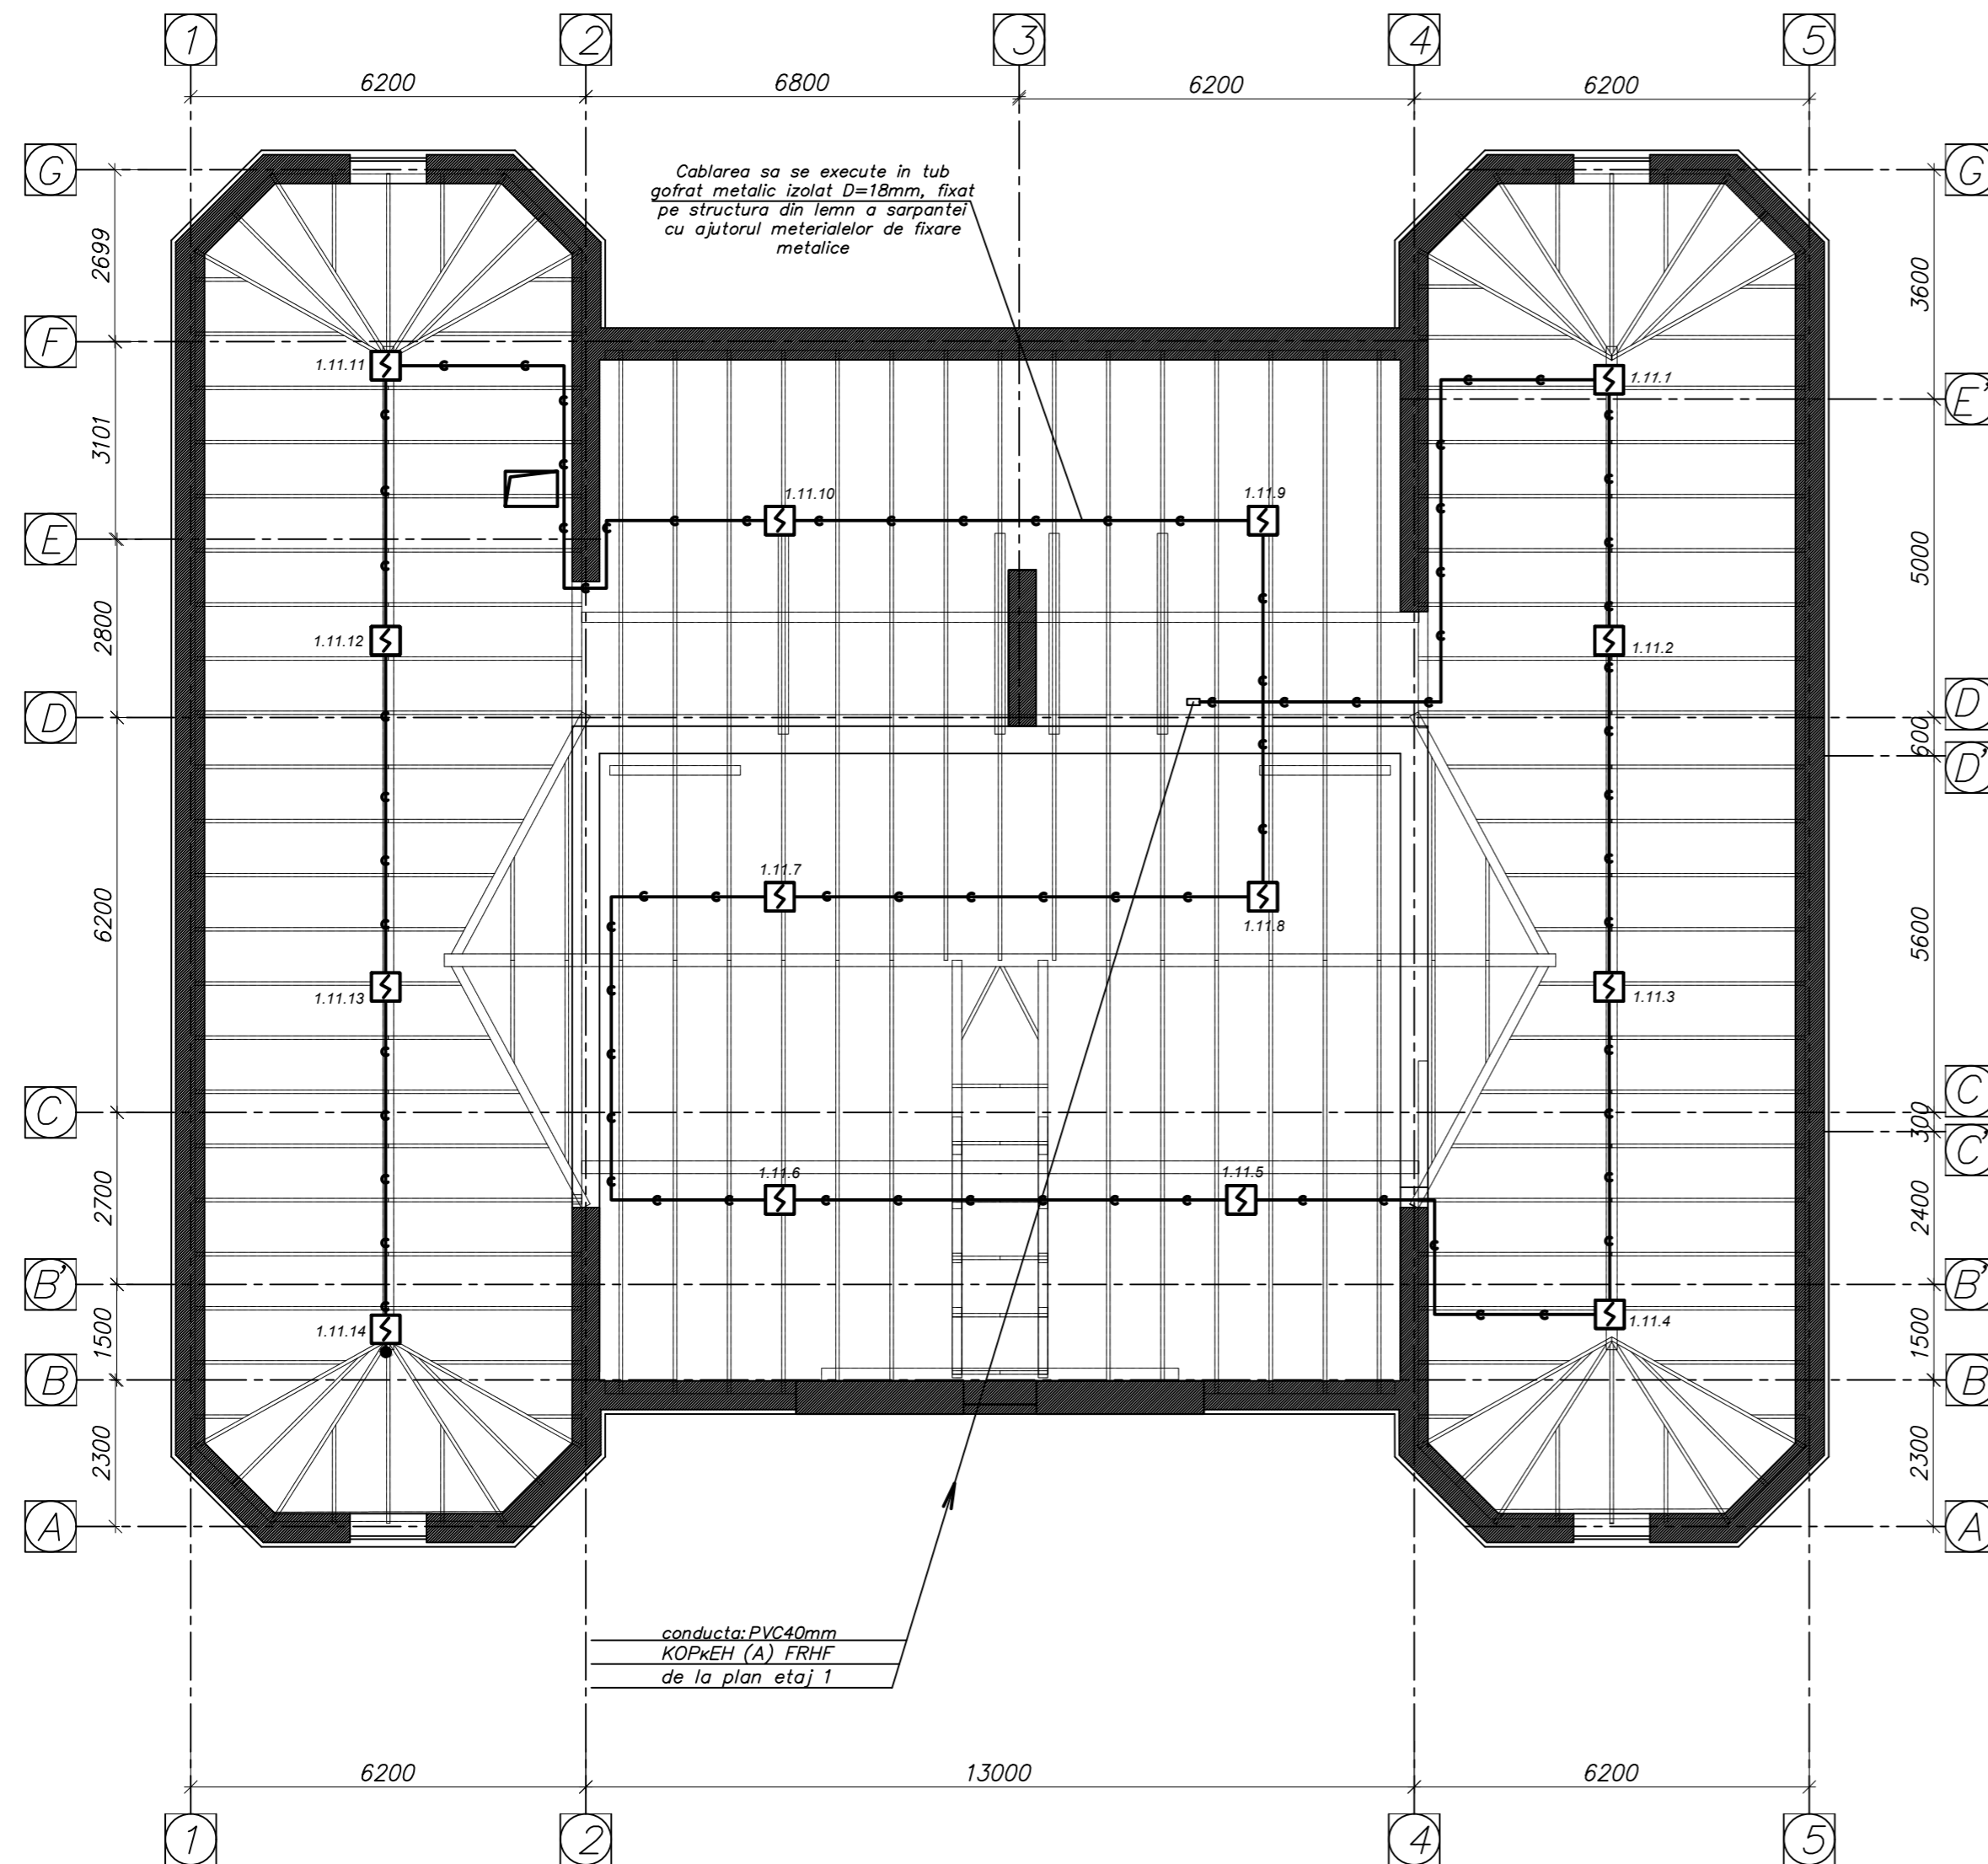 1 2 3 4 5
6200 6800 6200 6200
Cablarea sa se execute in tub
gofrat metalic izolat D=18mm, fixat
pe structura din lemn a sarpantei
cu ajutorul meterialelor de fixare
metalice
G
G
2699
3600
F
1.11.11
1.11.1
E'
3101
1.11.10
1.11.9
E
5000
2800
1.11.12
1.11.2
D
D
600
D'
1.11.7
6200
1.11.8
5600
1.11.13
1.11.3
C
C
300
C'
1.11.6
1.11.5
2700
2400
B'
B'
1.11.14
1.11.4
1500
1500
B
B
2300
2300
A
A
conducta: PVC40mm
КОРкЕН (A) FRHF
de la plan etaj 1
6200 13000 6200
1 2 4 5